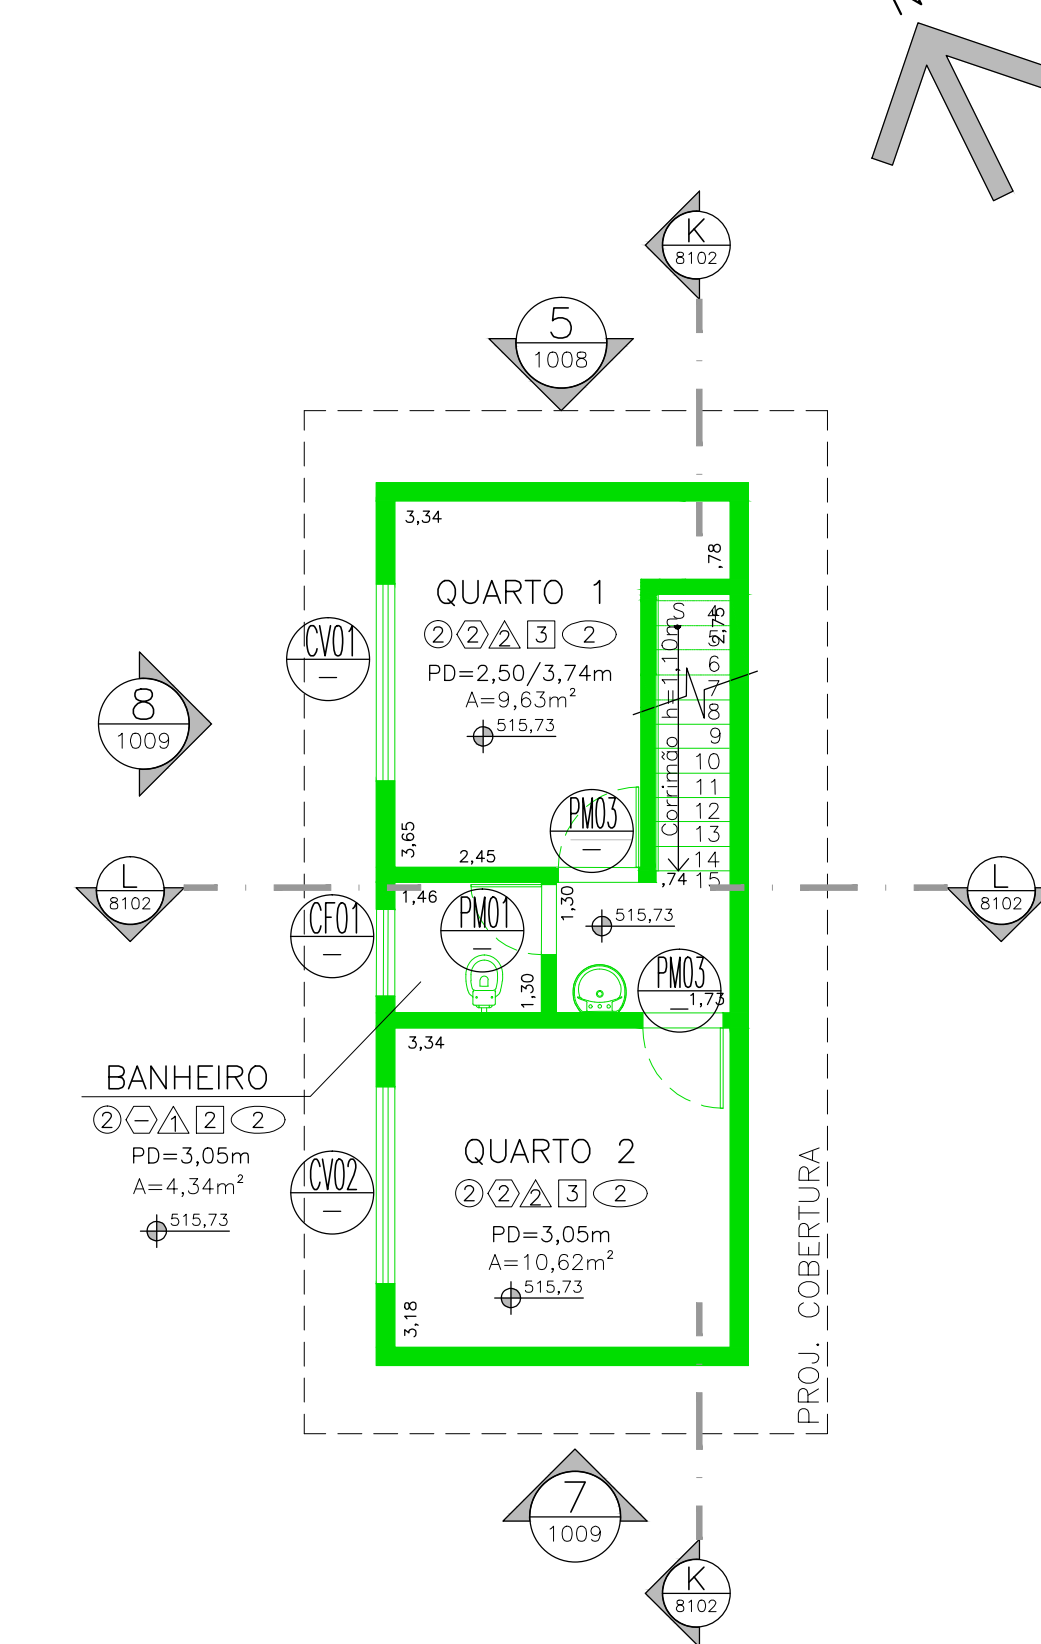 K
8102
5
1008
3,34
,78
QUARTO 1
2 2 2 3 2
PD=2,50/3,74m
A=9,63m²
515,73
CV01
—
8
1009
S
Corrimão h=1,10m
2,75
4
5
6
7
8
9
10
11
12
13
14
15
PM03
—
3,65
2,45
,74
L
8102
L
8102
1,46
CF01
—
PM01
—
1,30
515,73
1,30
PM03
—
1,73
3,34
BANHEIRO
2 – 1 2 2
PD=3,05m
A=4,34m²
515,73
CV02
—
QUARTO 2
2 2 2 3 2
PD=3,05m
A=10,62m²
515,73
3,18
PROJ. COBERTURA
7
1009
K
8102